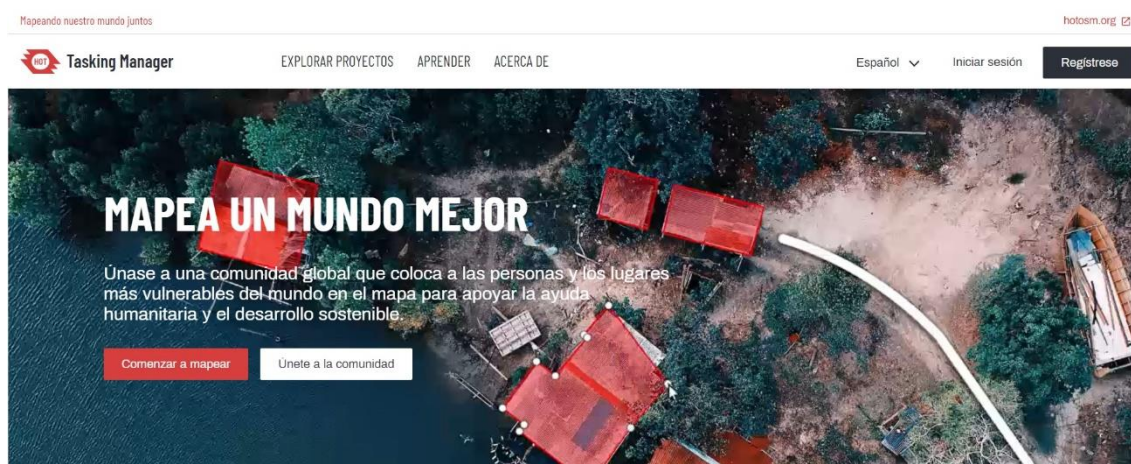 Mapeando nuestro mundo juntos
hotosm.org
HOT
Tasking Manager
EXPLORAR PROYECTOS
APRENDER
ACERCA DE
Español
Iniciar sesión
Regístrese
MAPEA UN MUNDO MEJOR
Únase a una comunidad global que coloca a las personas y los lugares
más vulnerables del mundo en el mapa para apoyar la ayuda
humanitaria y el desarrollo sostenible.
Comenzar a mapear
Únete a la comunidad